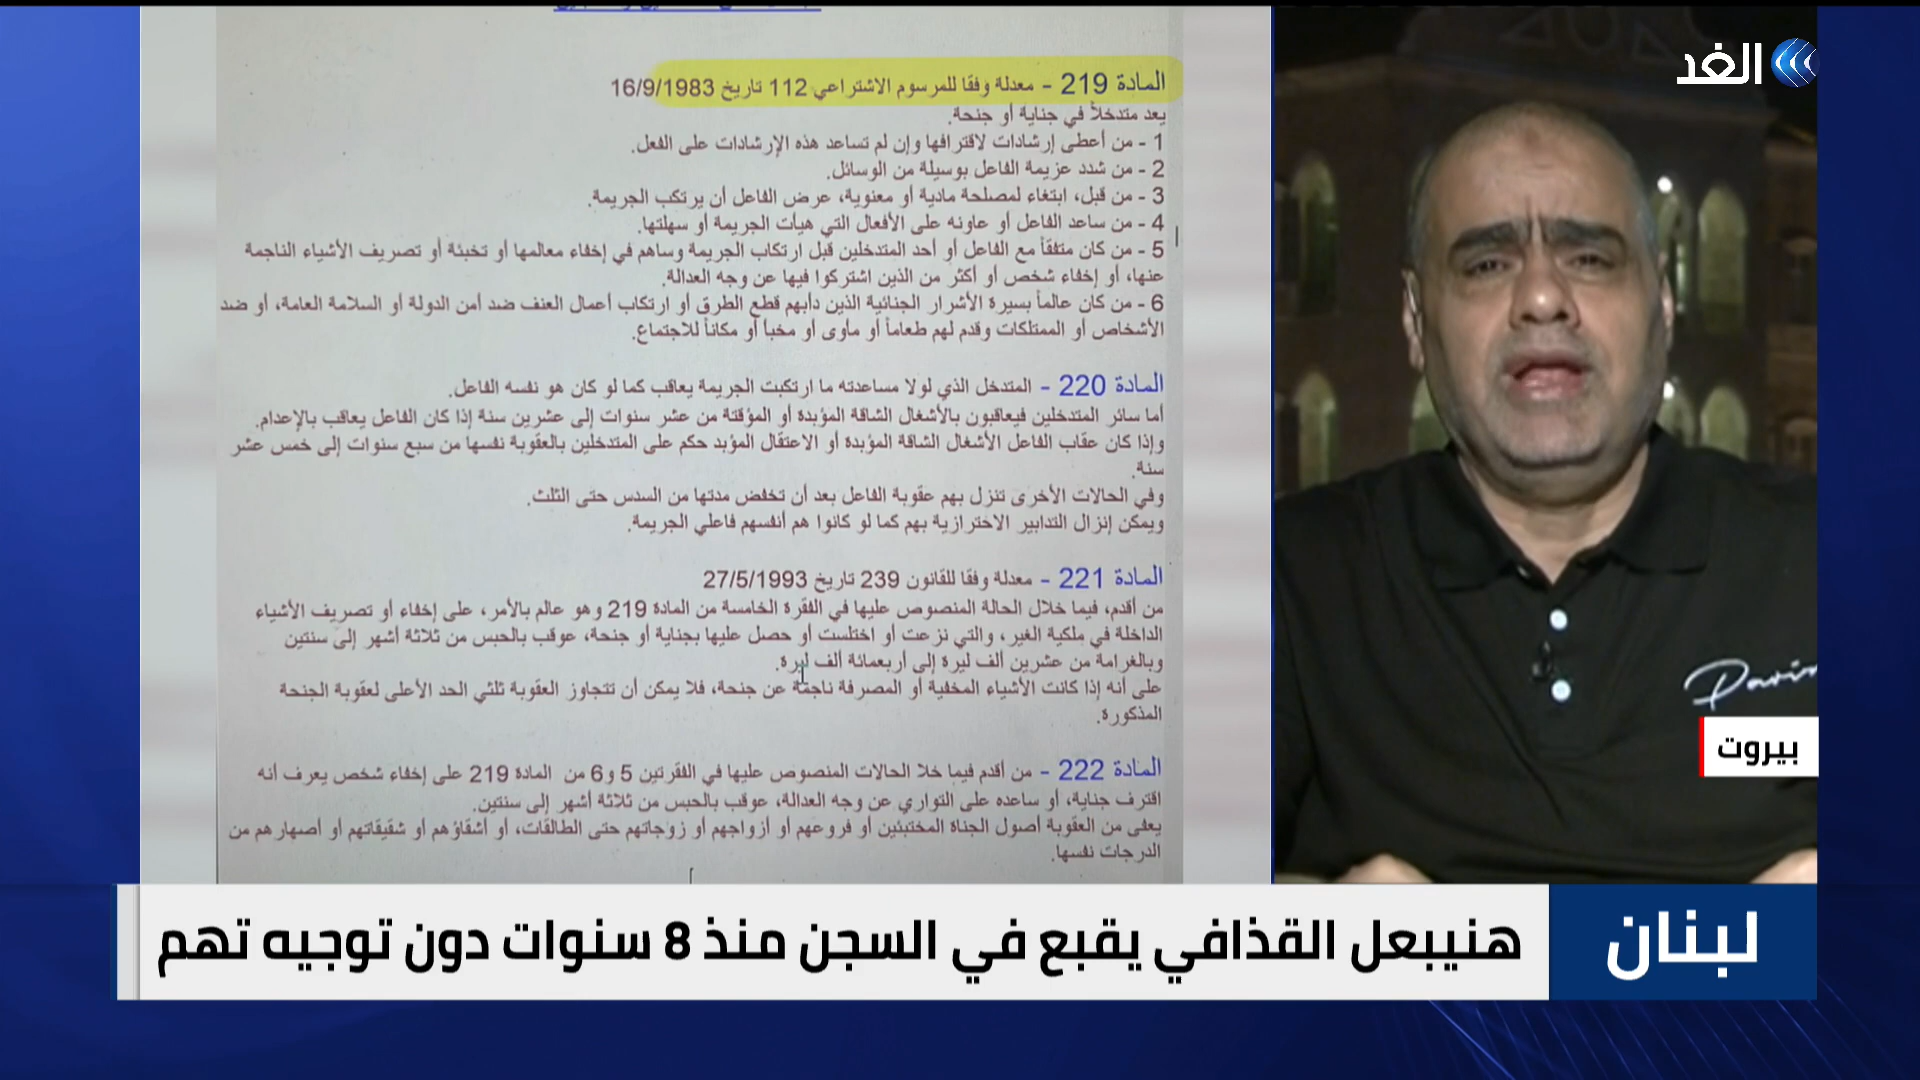 الغد
المادة 219 - معدلة وفقا للمرسوم الاشتراعي 112 تاريخ 16/9/1983
يعد متدخلاً في جناية أو جنحة.
1 - من أعطى إرشادات لاقترافها وإن لم تساعد هذه الإرشادات على الفعل.
2 - من شدد عزيمة الفاعل بوسيلة من الوسائل.
3 - من قبل، ابتغاء لمصلحة مادية أو معنوية، عرض الفاعل أن يرتكب الجريمة.
4 - من ساعد الفاعل أو عاونه على الأفعال التي هيأت الجريمة أو سهلتها.
5 - من كان متفقاً مع الفاعل أو أحد المتدخلين قبل ارتكاب الجريمة وساهم في إخفاء معالمها أو تخبئة أو تصريف الأشياء الناجمة
عنها، أو إخفاء شخص أو أكثر من الذين اشتركوا فيها عن وجه العدالة.
6 - من كان عالماً بسيرة الأشرار الجنائية الذين دأبهم قطع الطرق أو ارتكاب أعمال العنف ضد أمن الدولة أو السلامة العامة، أو ضد
الأشخاص أو الممتلكات وقدم لهم طعاماً أو مأوى أو مخبأ أو مكاناً للاجتماع.
المادة 220 - المتدخل الذي لولا مساعدته ما ارتكبت الجريمة يعاقب كما لو كان هو نفسه الفاعل.
أما سائر المتدخلين فيعاقبون بالأشغال الشاقة المؤبدة أو المؤقتة من عشر سنوات إلى عشرين سنة إذا كان الفاعل يعاقب بالإعدام.
وإذا كان عقاب الفاعل الأشغال الشاقة المؤبدة أو الاعتقال المؤبد حكم على المتدخلين بالعقوبة نفسها من سبع سنوات إلى خمس عشر
سنة.
وفي الحالات الأخرى تنزل بهم عقوبة الفاعل بعد أن تخفض مدتها من السدس حتى الثلث.
ويمكن إنزال التدابير الاحترازية بهم كما لو كانوا هم أنفسهم فاعلي الجريمة.
المادة 221 - معدلة وفقا للقانون 239 تاريخ 27/5/1993
من أقدم، فيما خلال الحالة المنصوص عليها في الفقرة الخامسة من المادة 219 وهو عالم بالأمر، على إخفاء أو تصريف الأشياء
الداخلة في ملكية الغير، والتي نزعت أو اختلست أو حصل عليها بجناية أو جنحة، عوقب بالحبس من ثلاثة أشهر إلى سنتين
وبالغرامة من عشرين ألف ليرة إلى أربعمائة ألف ليرة.
على أنه إذا كانت الأشياء المخفية أو المصرفة ناجمة عن جنحة، فلا يمكن أن تتجاوز العقوبة ثلثي الحد الأعلى لعقوبة الجنحة
المذكورة.
المادة 222 - من أقدم فيما خلا الحالات المنصوص عليها في الفقرتين 5 و6 من المادة 219 على إخفاء شخص يعرف أنه
اقترف جناية، أو ساعده على التواري عن وجه العدالة، عوقب بالحبس من ثلاثة أشهر إلى سنتين.
يعفى من العقوبة أصول الجناة المختبئين أو فروعهم أو أزواجهم أو زوجاتهم حتى الطالقات، أو أشقاؤهم أو شقيقاتهم أو أصهارهم من
الدرجات نفسها.
بيروت
لبنان
هنيبعل القذافي يقبع في السجن منذ 8 سنوات دون توجيه تهم